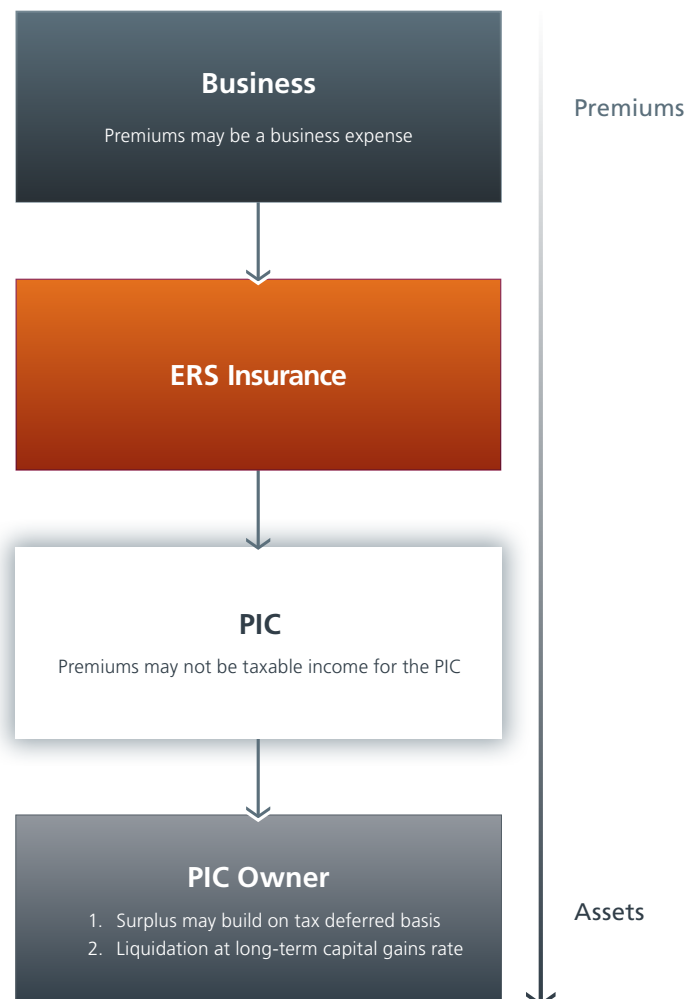 Business
Premiums may be a business expense
Premiums
ERS Insurance
PIC
Premiums may not be taxable income for the PIC
PIC Owner
1. Surplus may build on tax deferred basis
2. Liquidation at long-term capital gains rate
Assets